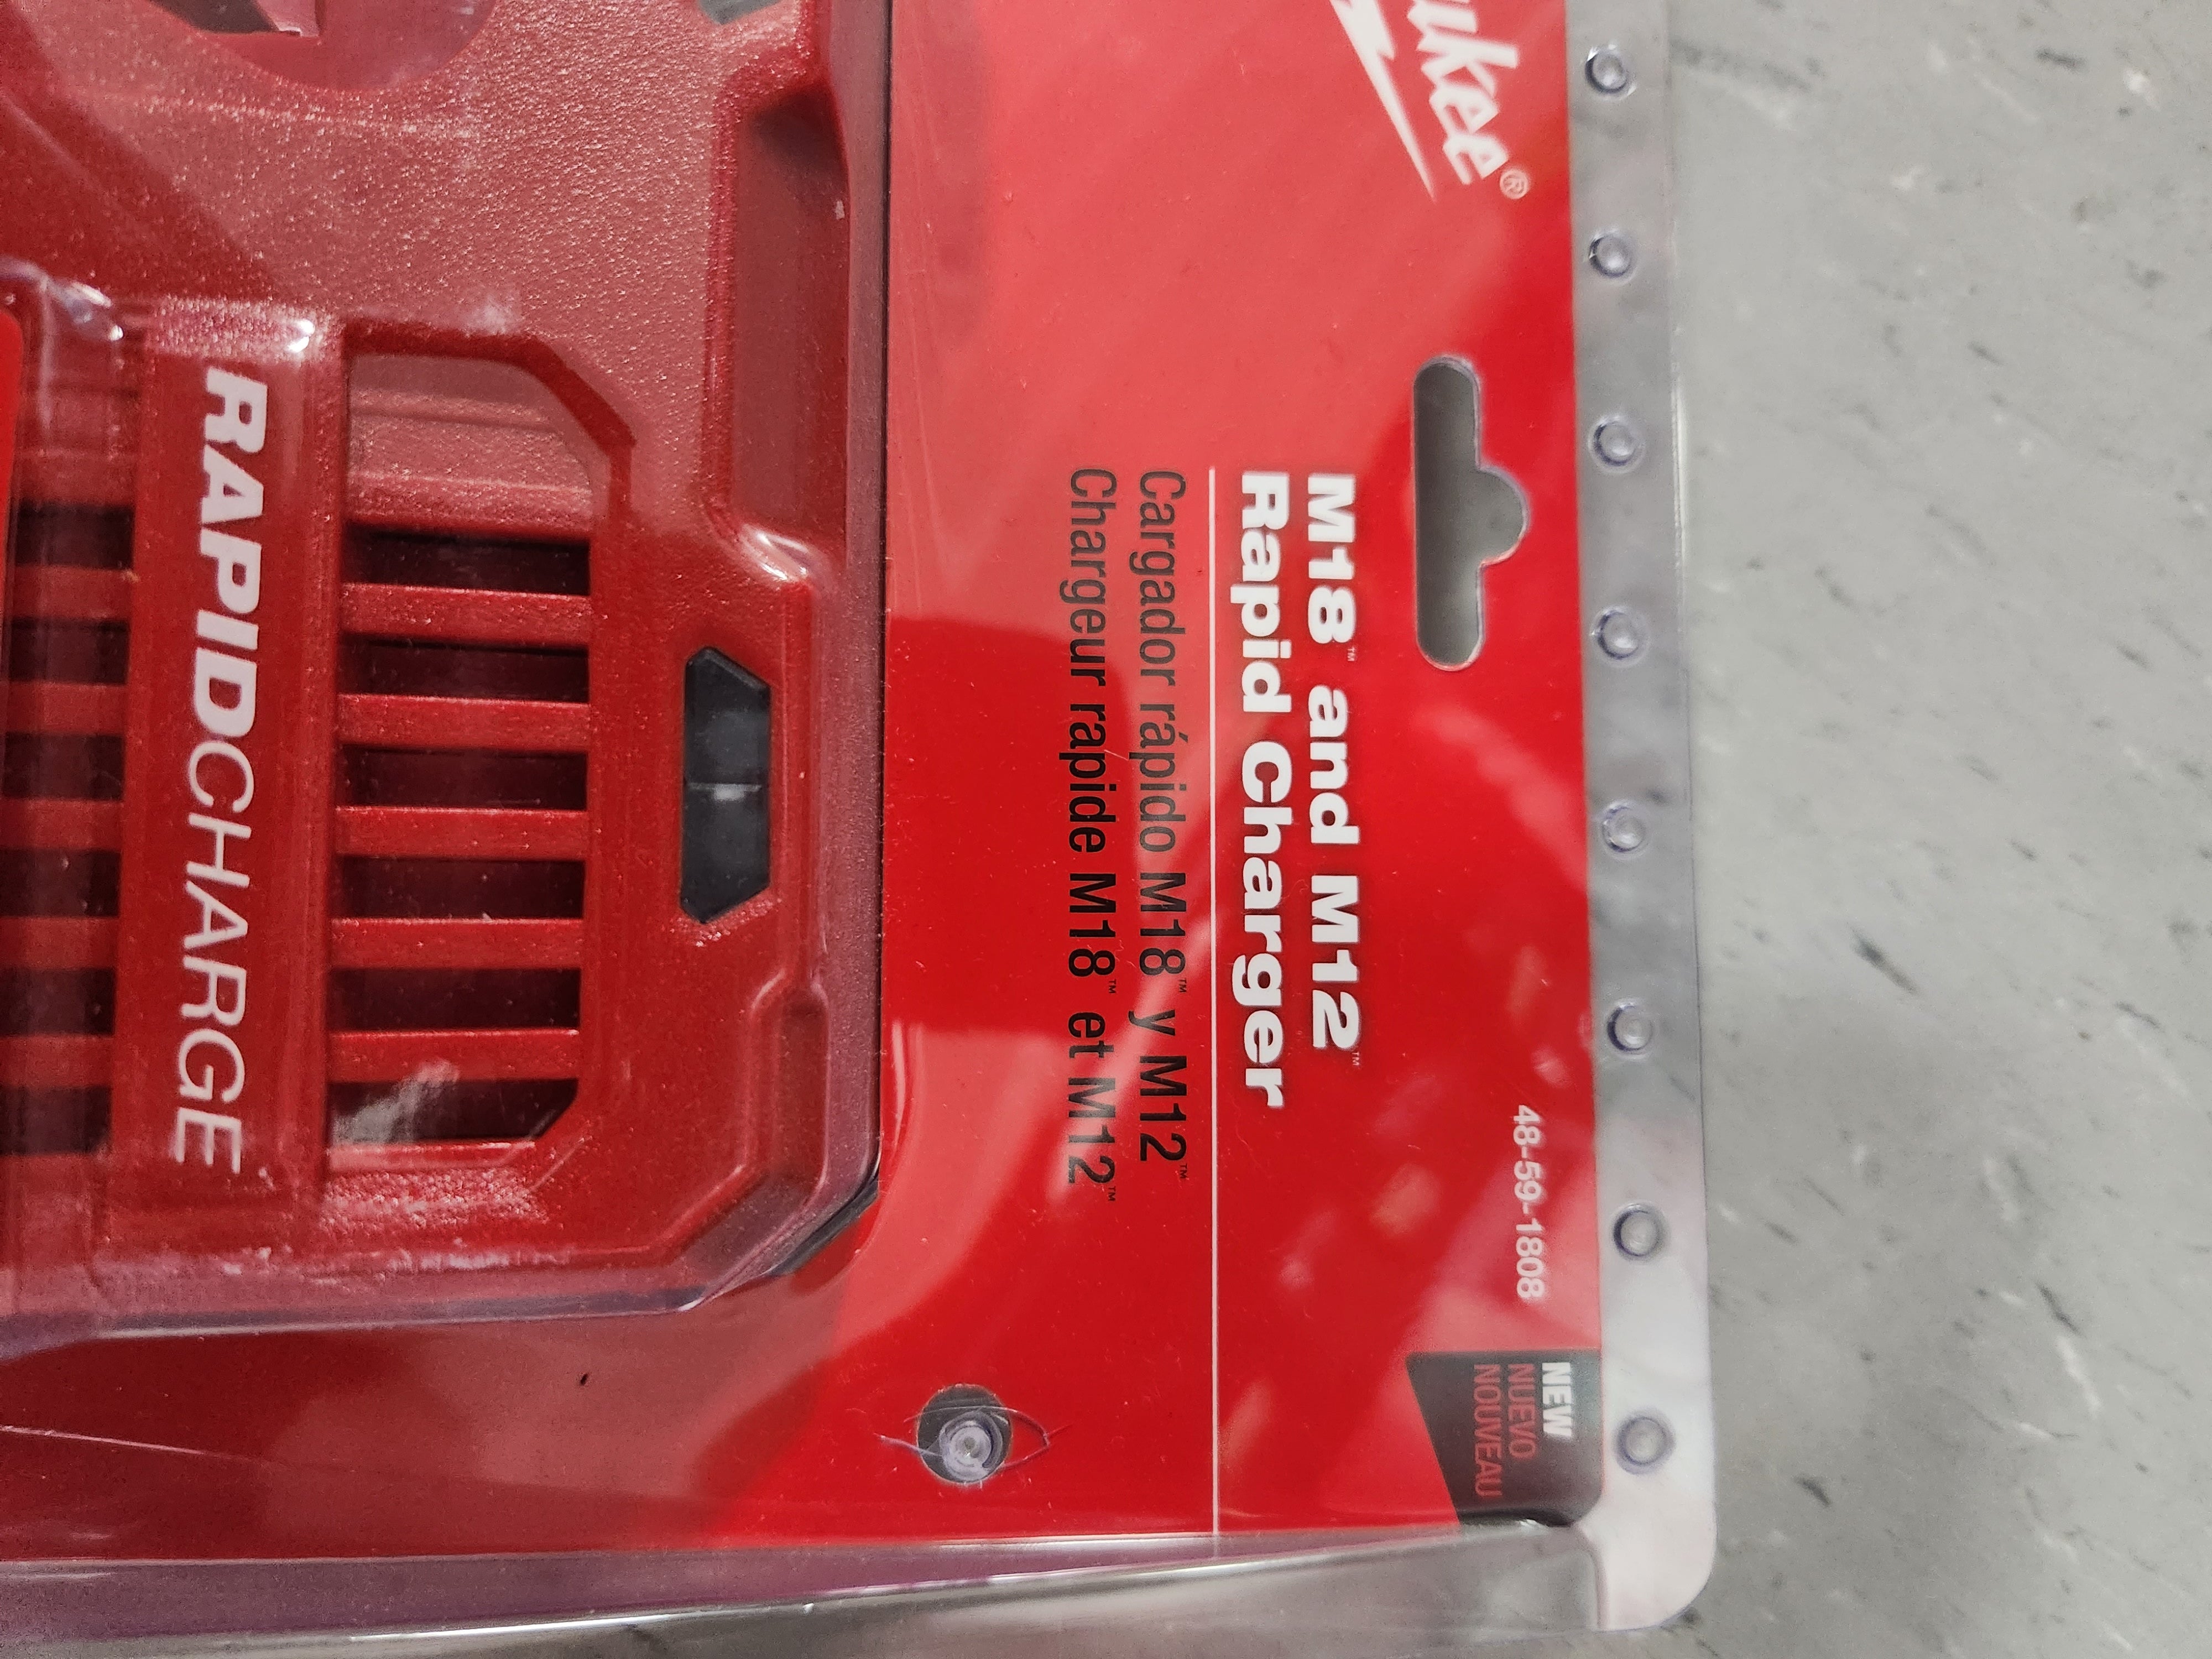 48-59-1808
NEW
NUEVO
NOUVEAU
M18™ and M12™
Rapid Charger
Cargador rápido M18™ y M12™
Chargeur rapide M18™ et M12™
RAPIDCHARGE